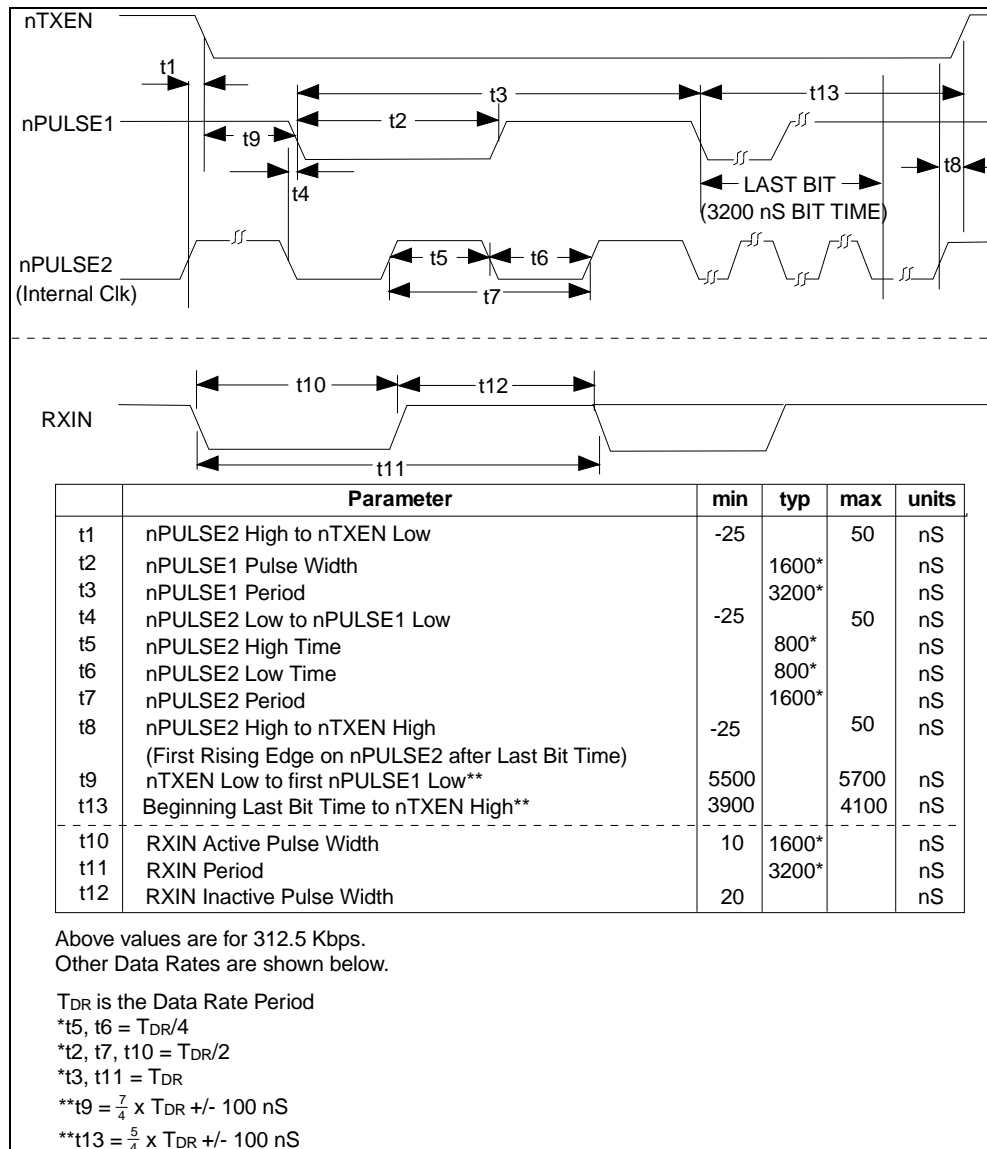 nTXEN
t1
t3
t13
nPULSE1
t2
t9
t8
t4
LAST BIT
(3200 nS BIT TIME)
nPULSE2
(Internal Clk)
t5
t6
t7
t10
t12
RXIN
t11
Parameter min typ max units
t1 nPULSE2 High to nTXEN Low -25 50 nS
t2 nPULSE1 Pulse Width 1600* nS
t3 nPULSE1 Period 3200* nS
t4 nPULSE2 Low to nPULSE1 Low -25 50 nS
t5 nPULSE2 High Time 800* nS
t6 nPULSE2 Low Time 800* nS
t7 nPULSE2 Period 1600* nS
t8 nPULSE2 High to nTXEN High -25 50 nS
(First Rising Edge on nPULSE2 after Last Bit Time)
t9 nTXEN Low to first nPULSE1 Low** 5500 5700 nS
t13 Beginning Last Bit Time to nTXEN High** 3900 4100 nS
t10 RXIN Active Pulse Width 10 1600* nS
t11 RXIN Period 3200* nS
t12 RXIN Inactive Pulse Width 20 nS
Above values are for 312.5 Kbps.
Other Data Rates are shown below.
TDR is the Data Rate Period
*t5, t6 = TDR/4
*t2, t7, t10 = TDR/2
*t3, t11 = TDR
**t9 = 7/4 x TDR +/- 100 nS
**t13 = 5/4 x TDR +/- 100 nS